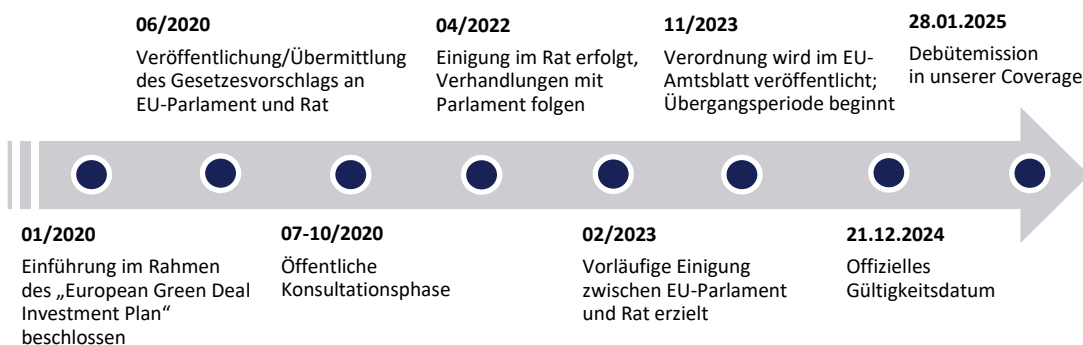 06/2020
Veröffentlichung/Übermittlung
des Gesetzesvorschlags an
EU-Parlament und Rat
04/2022
Einigung im Rat erfolgt,
Verhandlungen mit
Parlament folgen
11/2023
Verordnung wird im EU-
Amtsblatt veröffentlicht;
Übergangsperiode beginnt
28.01.2025
Debütemission
in unserer Coverage
01/2020
Einführung im Rahmen
des „European Green Deal
Investment Plan“
beschlossen
07-10/2020
Öffentliche
Konsultationsphase
02/2023
Vorläufige Einigung
zwischen EU-Parlament
und Rat erzielt
21.12.2024
Offizielles
Gültigkeitsdatum